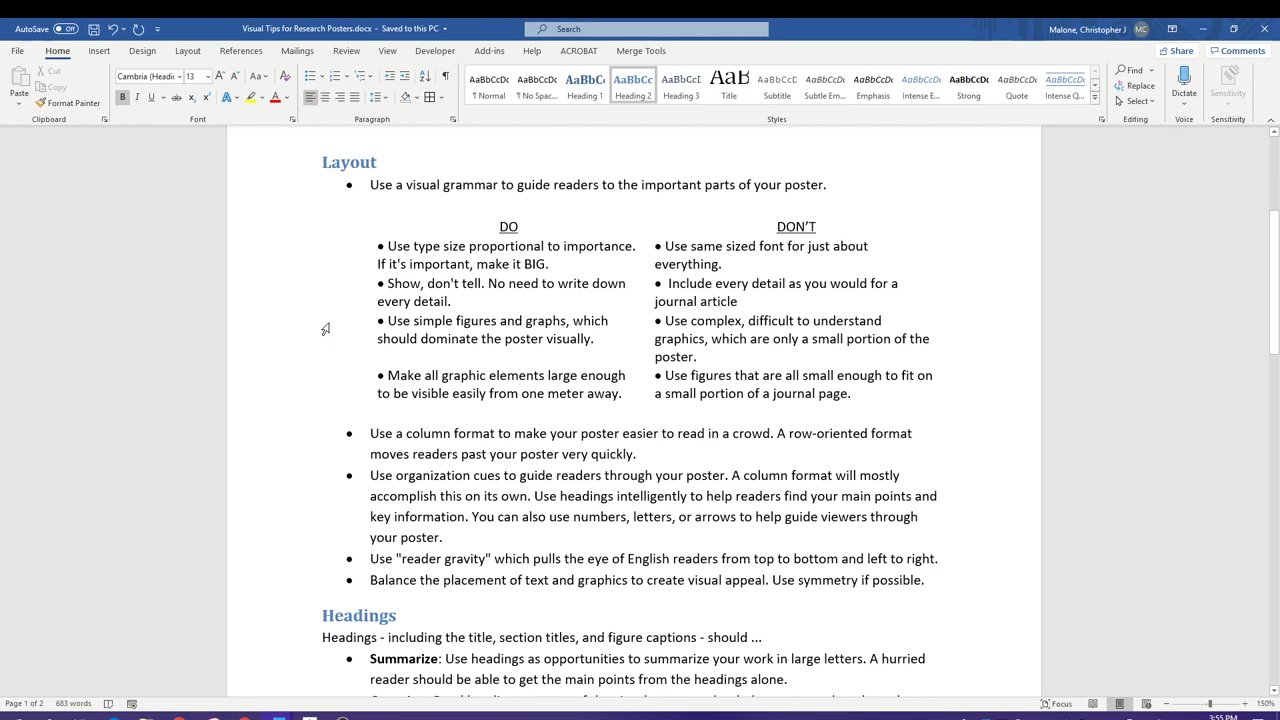 AutoSave Off Visual Tips for Research Posters.docx - Saved to this PC Search Malone, Christopher J MC
File Home Insert Design Layout References Mailings Review View Developer Add-ins Help ACROBAT Merge Tools Share Comments
Paste Cut Copy Format Painter
Cambria (Headi 13 A A Aa A
B I U ab x₂ x² A A
AaBbCcDc AaBbCcDc AaBbC AaBbCc AaBbCcI AaB AaBbCcD AaBbCcDt AaBbCcDt AaBbCcDt AaBbCcDc AaBbCcDt AaBbCcDt
¶ Normal ¶ No Spac... Heading 1 Heading 2 Heading 3 Title Subtitle Subtle Em... Emphasis Intense E... Strong Quote Intense Q...
Find Replace Select Dictate Sensitivity
Clipboard Font Paragraph Styles Editing Voice Sensitivity
Layout
• Use a visual grammar to guide readers to the important parts of your poster.
DO
• Use type size proportional to importance.
If it's important, make it BIG.
• Show, don't tell. No need to write down
every detail.
• Use simple figures and graphs, which
should dominate the poster visually.
• Make all graphic elements large enough
to be visible easily from one meter away.
DON'T
• Use same sized font for just about
everything.
• Include every detail as you would for a
journal article
• Use complex, difficult to understand
graphics, which are only a small portion of the
poster.
• Use figures that are all small enough to fit on
a small portion of a journal page.
• Use a column format to make your poster easier to read in a crowd. A row-oriented format
moves readers past your poster very quickly.
• Use organization cues to guide readers through your poster. A column format will mostly
accomplish this on its own. Use headings intelligently to help readers find your main points and
key information. You can also use numbers, letters, or arrows to help guide viewers through
your poster.
• Use "reader gravity" which pulls the eye of English readers from top to bottom and left to right.
• Balance the placement of text and graphics to create visual appeal. Use symmetry if possible.
Headings
Headings - including the title, section titles, and figure captions - should ...
• Summarize: Use headings as opportunities to summarize your work in large letters. A hurried
reader should be able to get the main points from the headings alone.
Page 1 of 2 683 words Focus 150%
3:55 PM